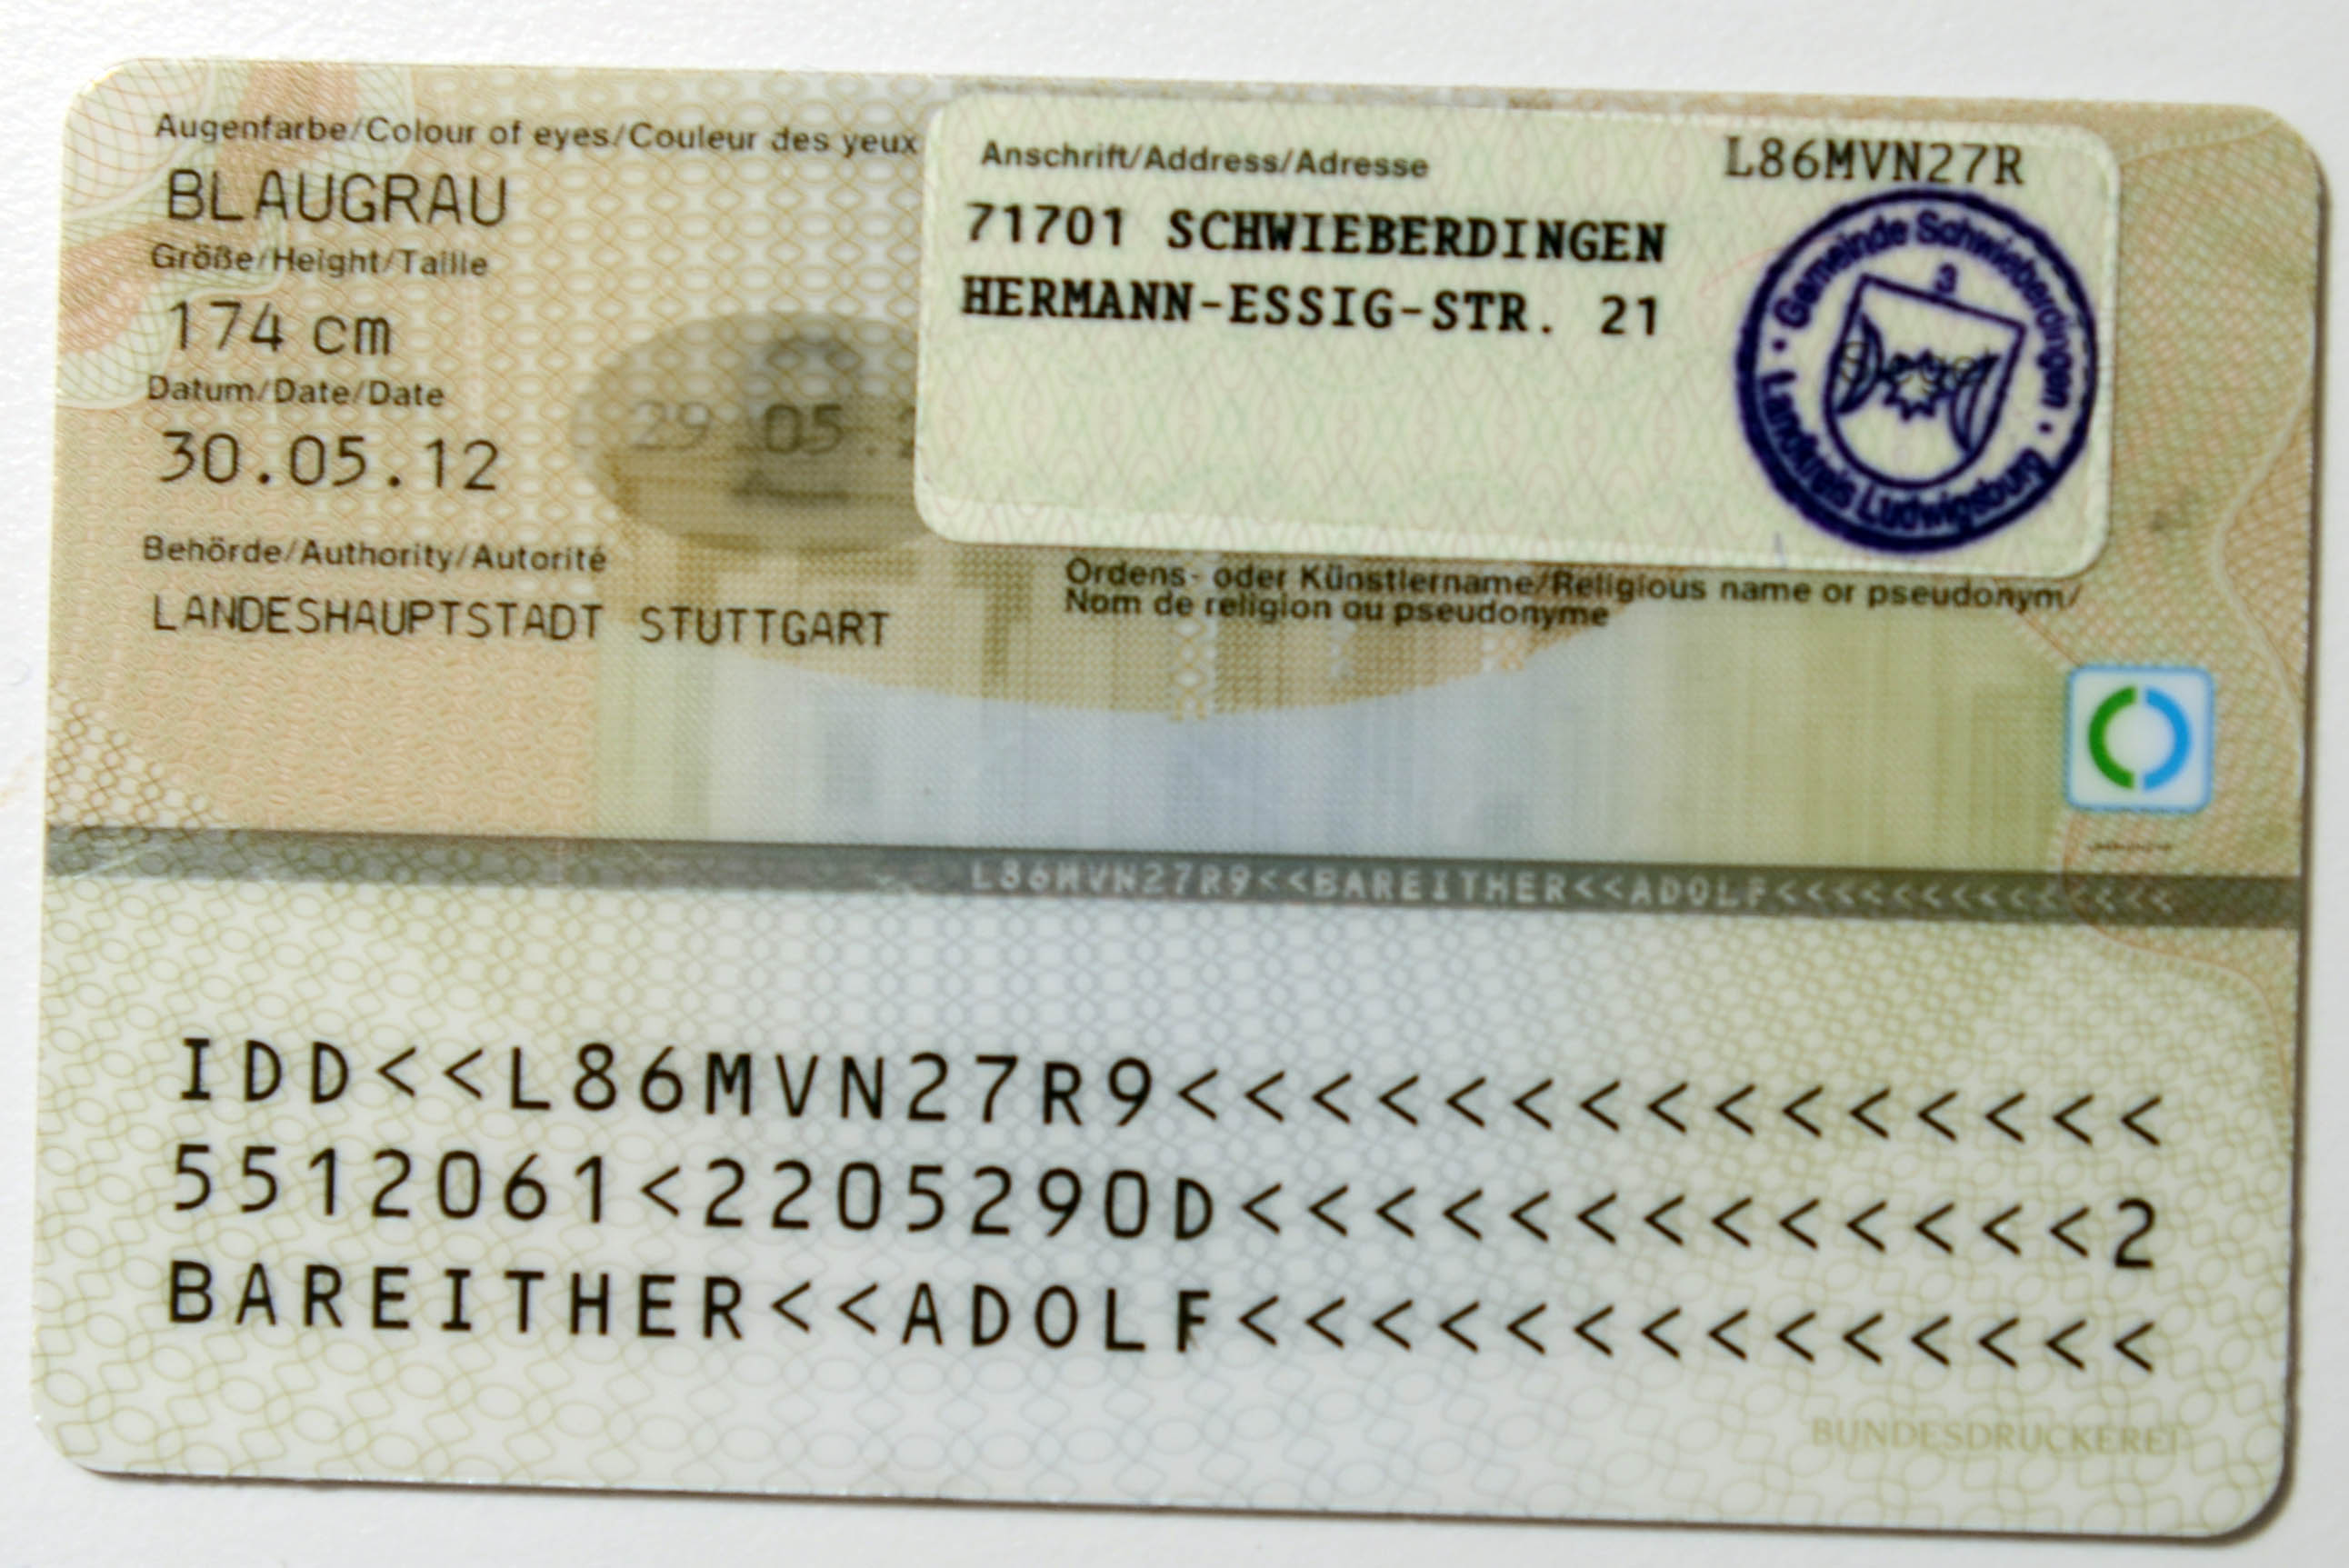 Augenfarbe/Colour of eyes/Couleur des yeux
BLAUGRAU
Größe/Height/Taille
174 cm
Datum/Date/Date
30.05.12
29 05.2
Behörde/Authority/Autorité
LANDESHAUPTSTADT STUTTGART
Anschrift/Address/Adresse
L86MVN27R
71701 SCHWIEBERDINGEN
HERMANN-ESSIG-STR. 21
Gemeinde Schwieberdingen
3
Landkreis Ludwigsburg
Ordens- oder Künstlername/Religious name or pseudonym/
Nom de religion ou pseudonyme
L86MVN27R9<<BAREITHER<<ADOLF<<<<<<<<<<<<<
IDD<<L86MVN27R9<<<<<<<<<<<<<<<
5512061<2205290D<<<<<<<<<<<<<2
BAREITHER<<ADOLF<<<<<<<<<<<<<<
BUNDESDRUCKEREI